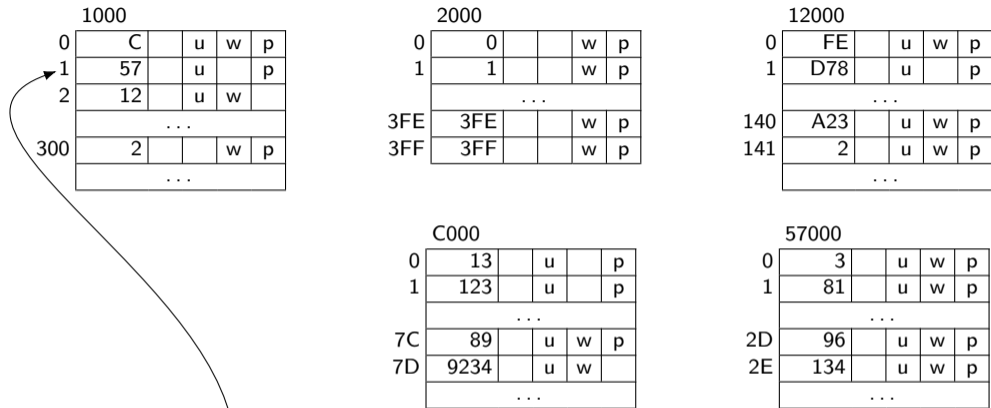 1000 2000 12000
0 C u w p 0 0 w p 0 FE u w p
1 57 u p 1 1 w p 1 D78 u p
2 12 u w ... ...
... 3FE 3FE w p 140 A23 u w p
300 2 w p 3FF 3FF w p 141 2 u w p
... ... ...
C000 57000
0 13 u p 0 3 u w p
1 123 u p 1 81 u w p
... ...
7C 89 u w p 2D 96 u w p
7D 9234 u w 2E 134 u w p
... ...